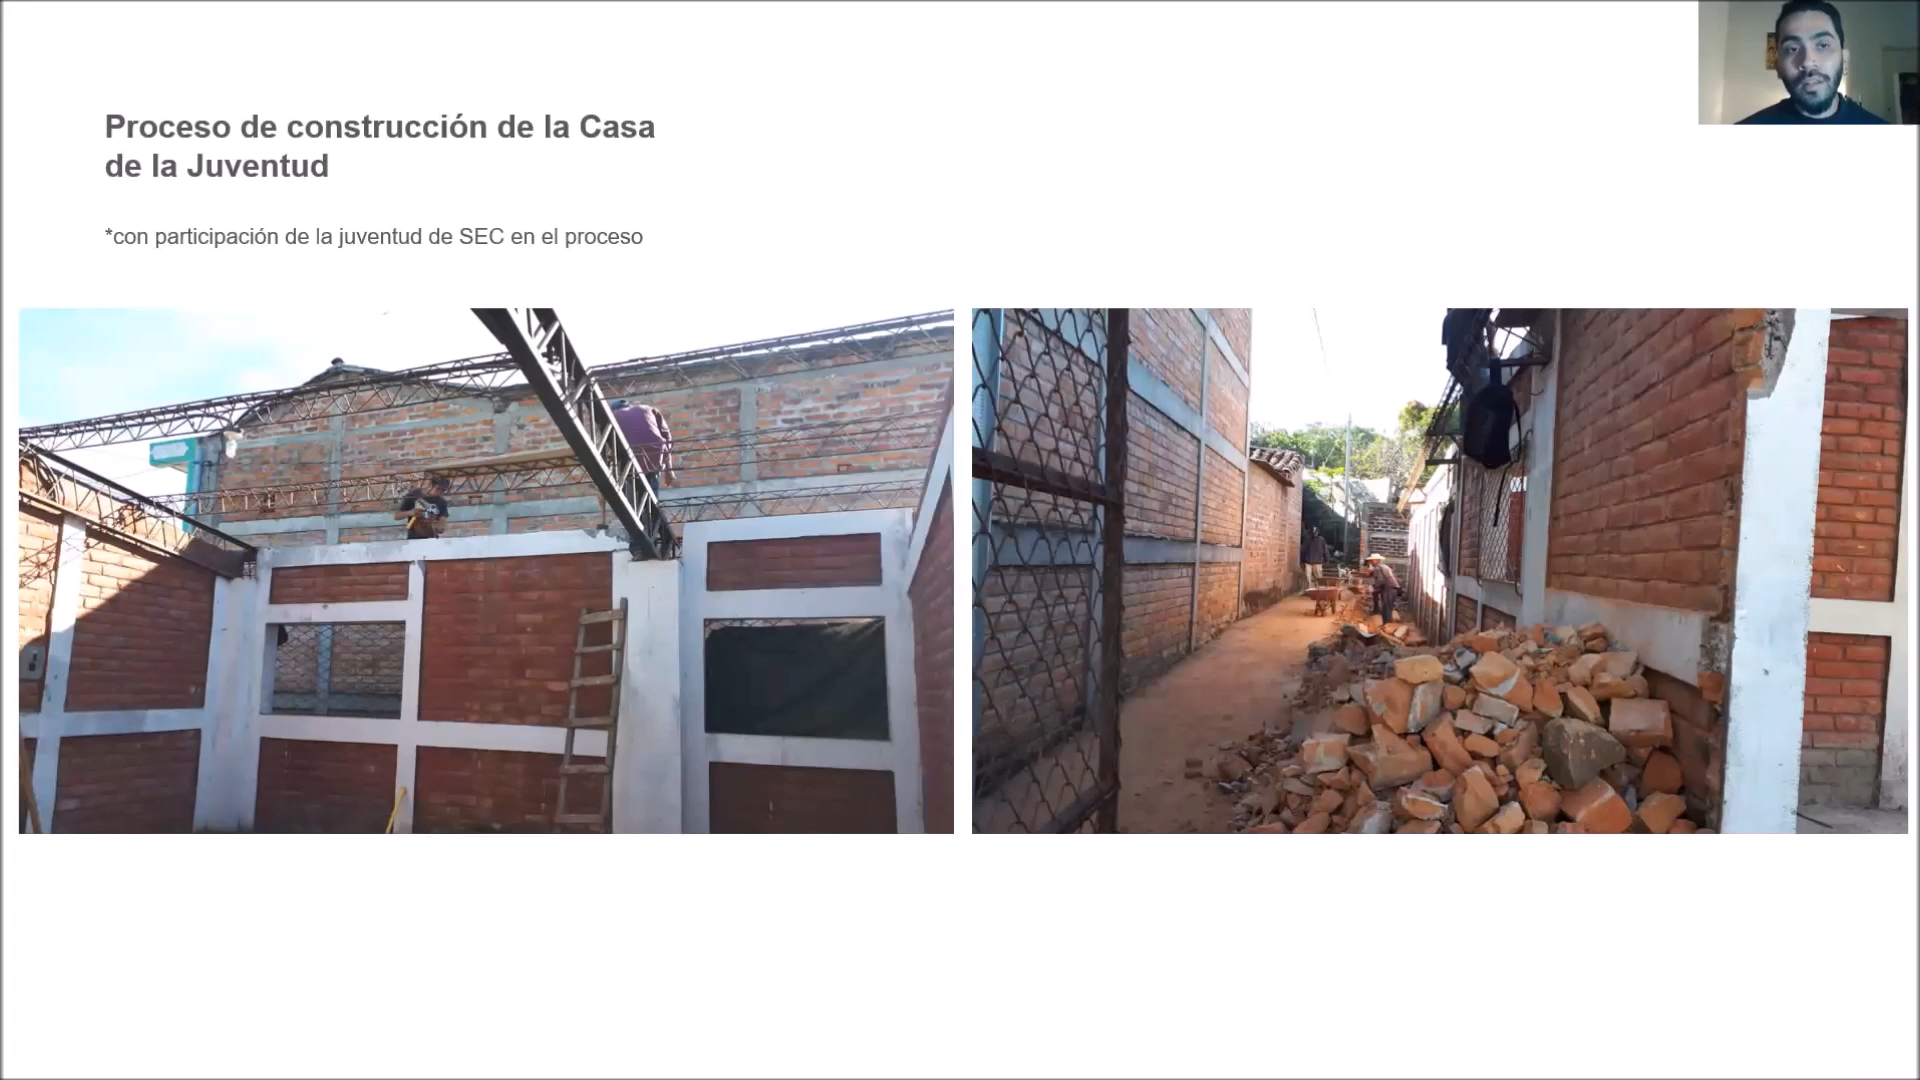 Proceso de construcción de la Casa
de la Juventud
*con participación de la juventud de SEC en el proceso